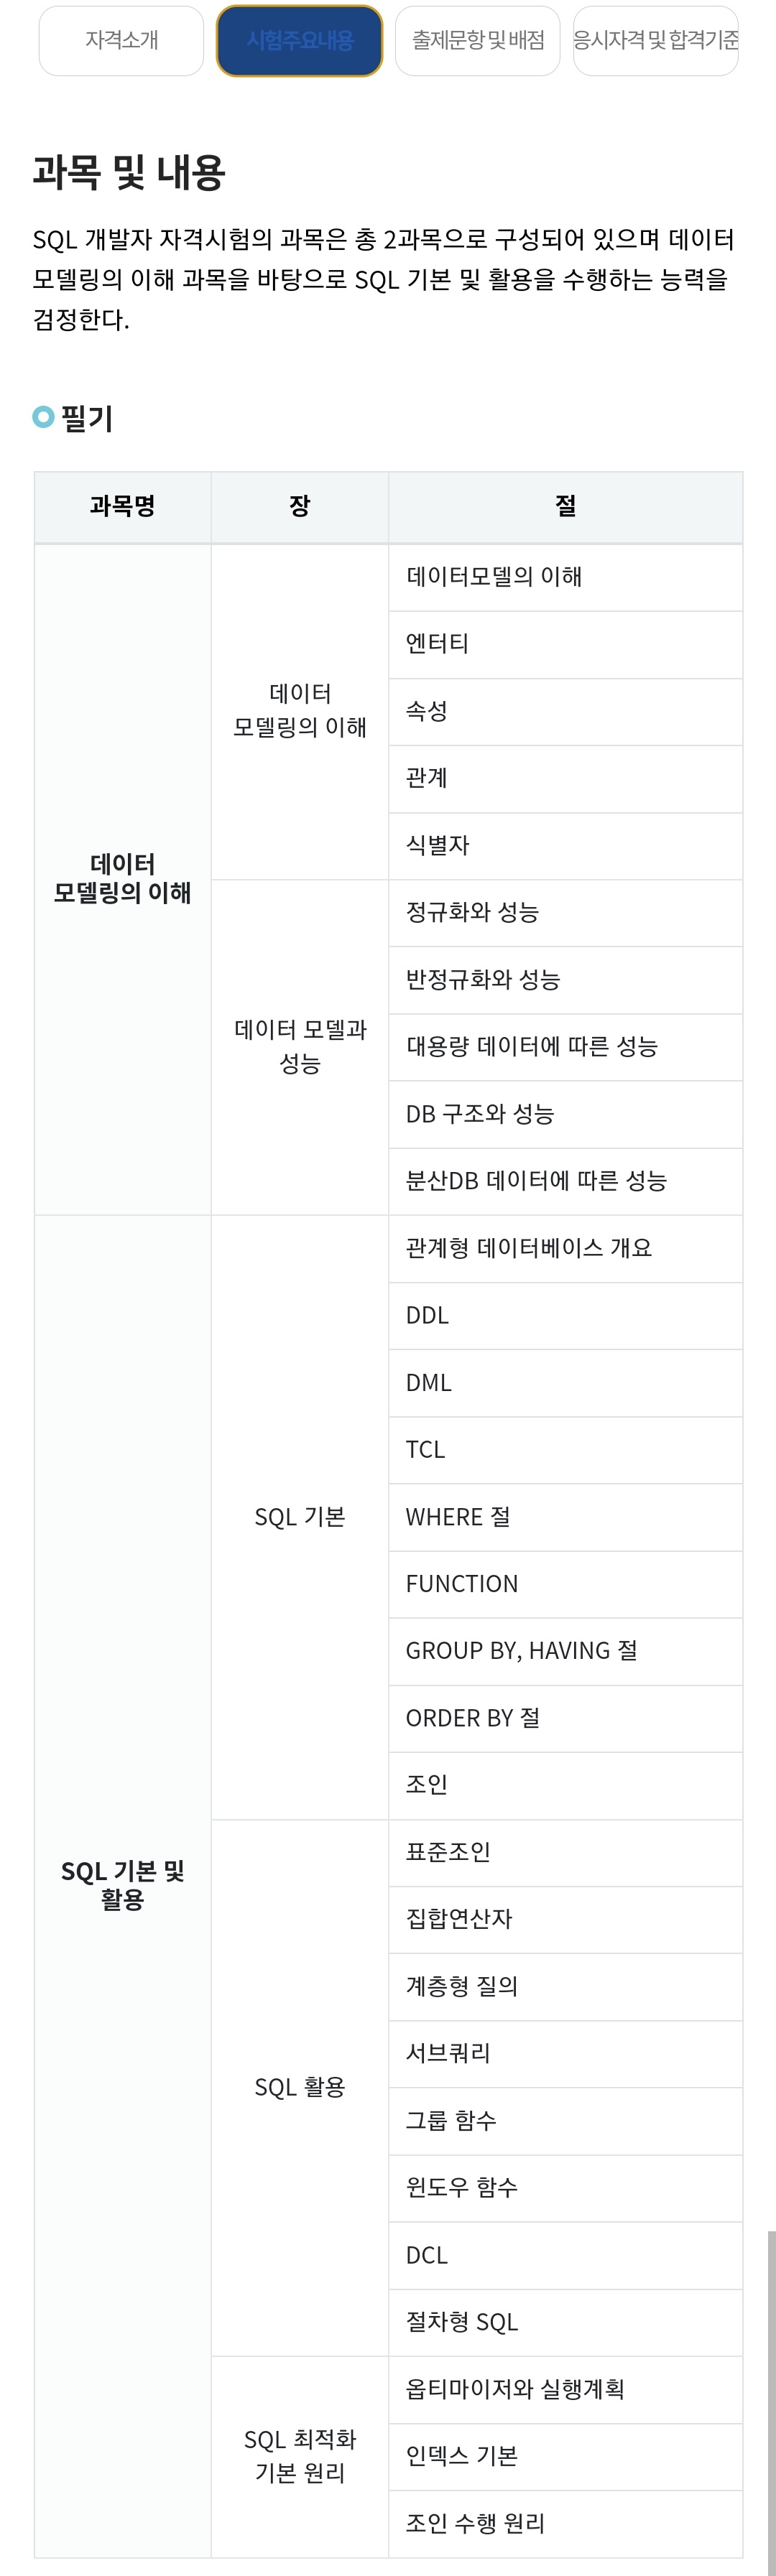 자격소개
시험주요내용
출제문항 및 배점
응시자격 및 합격기준
과목 및 내용
SQL 개발자 자격시험의 과목은 총 2과목으로 구성되어 있으며 데이터
모델링의 이해 과목을 바탕으로 SQL 기본 및 활용을 수행하는 능력을
검정한다.
필기
과목명 장 절
데이터
모델링의 이해
데이터
모델링의 이해
데이터모델의 이해
엔터티
속성
관계
식별자
데이터 모델과
성능
정규화와 성능
반정규화와 성능
대용량 데이터에 따른 성능
DB 구조와 성능
분산DB 데이터에 따른 성능
SQL 기본 및
활용
SQL 기본
관계형 데이터베이스 개요
DDL
DML
TCL
WHERE 절
FUNCTION
GROUP BY, HAVING 절
ORDER BY 절
조인
SQL 활용
표준조인
집합연산자
계층형 질의
서브쿼리
그룹 함수
윈도우 함수
DCL
절차형 SQL
SQL 최적화
기본 원리
옵티마이저와 실행계획
인덱스 기본
조인 수행 원리